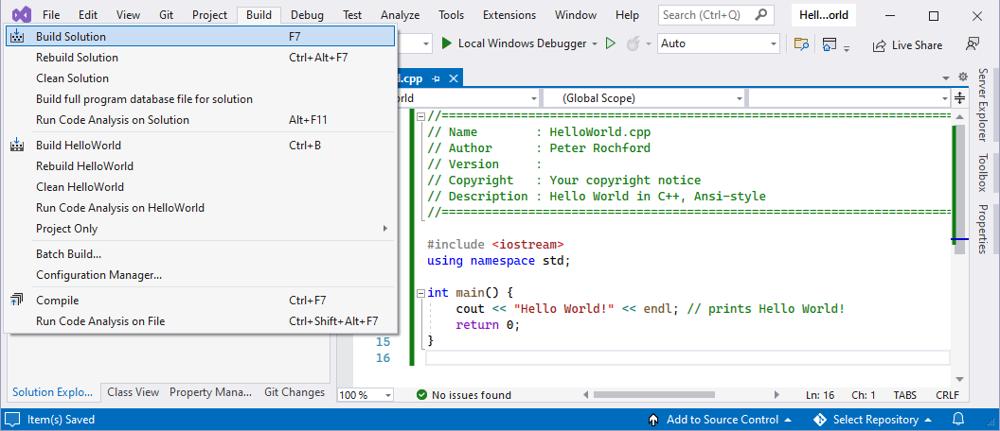 File Edit View Git Project Build Debug Test Analyze Tools Extensions Window Help Search (Ctrl+Q) Hell...orld
Build Solution F7
Rebuild Solution Ctrl+Alt+F7
Clean Solution
Build full program database file for solution
Run Code Analysis on Solution Alt+F11
Build HelloWorld Ctrl+B
Rebuild HelloWorld
Clean HelloWorld
Run Code Analysis on HelloWorld
Project Only
Batch Build...
Configuration Manager...
Compile Ctrl+F7
Run Code Analysis on File Ctrl+Shift+Alt+F7
Local Windows Debugger Auto Live Share
d.cpp
orld (Global Scope)
//======================================================================
// Name : HelloWorld.cpp
// Author : Peter Rochford
// Version :
// Copyright : Your copyright notice
// Description : Hello World in C++, Ansi-style
//======================================================================
#include <iostream>
using namespace std;
int main() {
cout << "Hello World!" << endl; // prints Hello World!
return 0;
15 }
16
Server Explorer
Toolbox
Properties
Solution Explo... Class View Property Mana... Git Changes
100 % No issues found Ln: 16 Ch: 1 TABS CRLF
Item(s) Saved Add to Source Control Select Repository